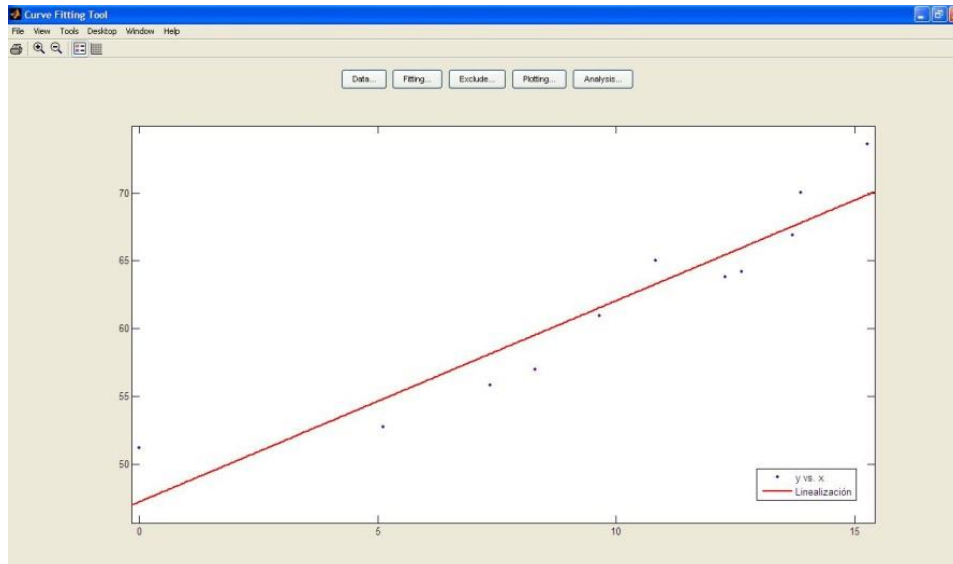 Curve Fitting Tool
File View Tools Desktop Window Help
Data... Fitting... Exclude... Plotting... Analysis...
70
65
60
55
50
0 5 10 15
y vs. x
Linealización